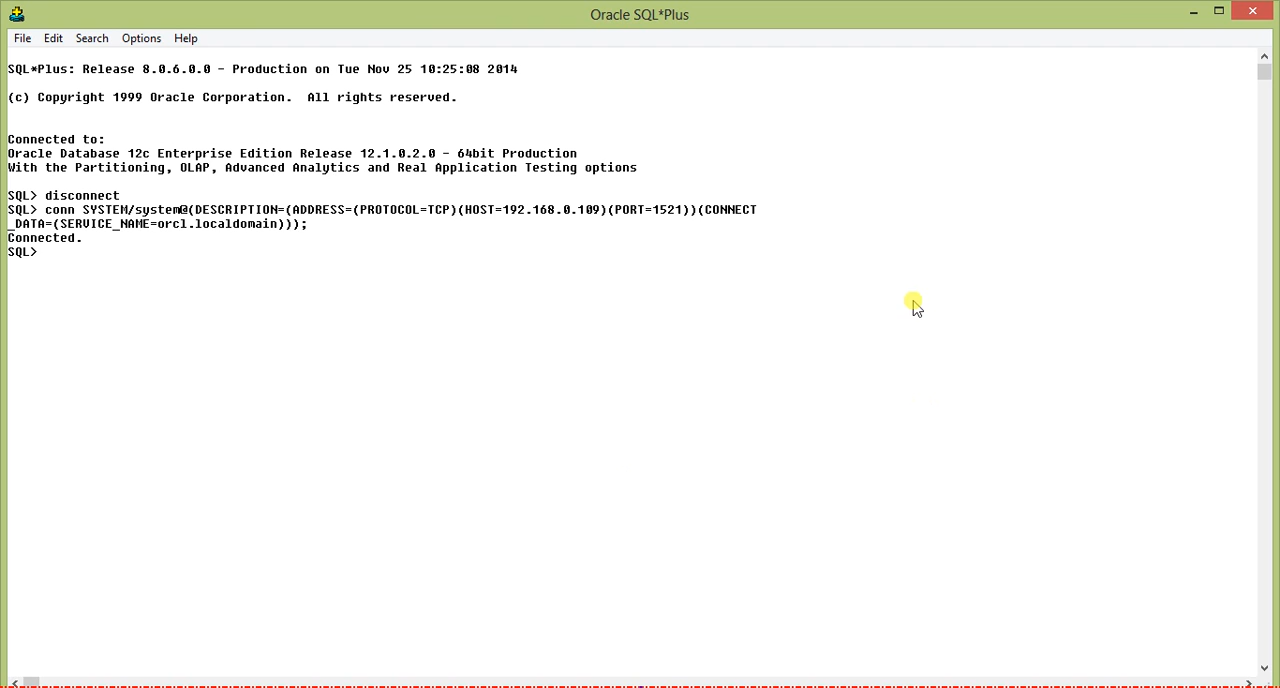 Oracle SQL*Plus
File Edit Search Options Help
SQL*Plus: Release 8.0.6.0.0 - Production on Tue Nov 25 10:25:08 2014
(c) Copyright 1999 Oracle Corporation.  All rights reserved.
Connected to:
Oracle Database 12c Enterprise Edition Release 12.1.0.2.0 - 64bit Production
With the Partitioning, OLAP, Advanced Analytics and Real Application Testing options
SQL> disconnect
SQL> conn SYSTEM/system@(DESCRIPTION=(ADDRESS=(PROTOCOL=TCP)(HOST=192.168.0.109)(PORT=1521))(CONNECT
_DATA=(SERVICE_NAME=orcl.localdomain)));
Connected.
SQL>